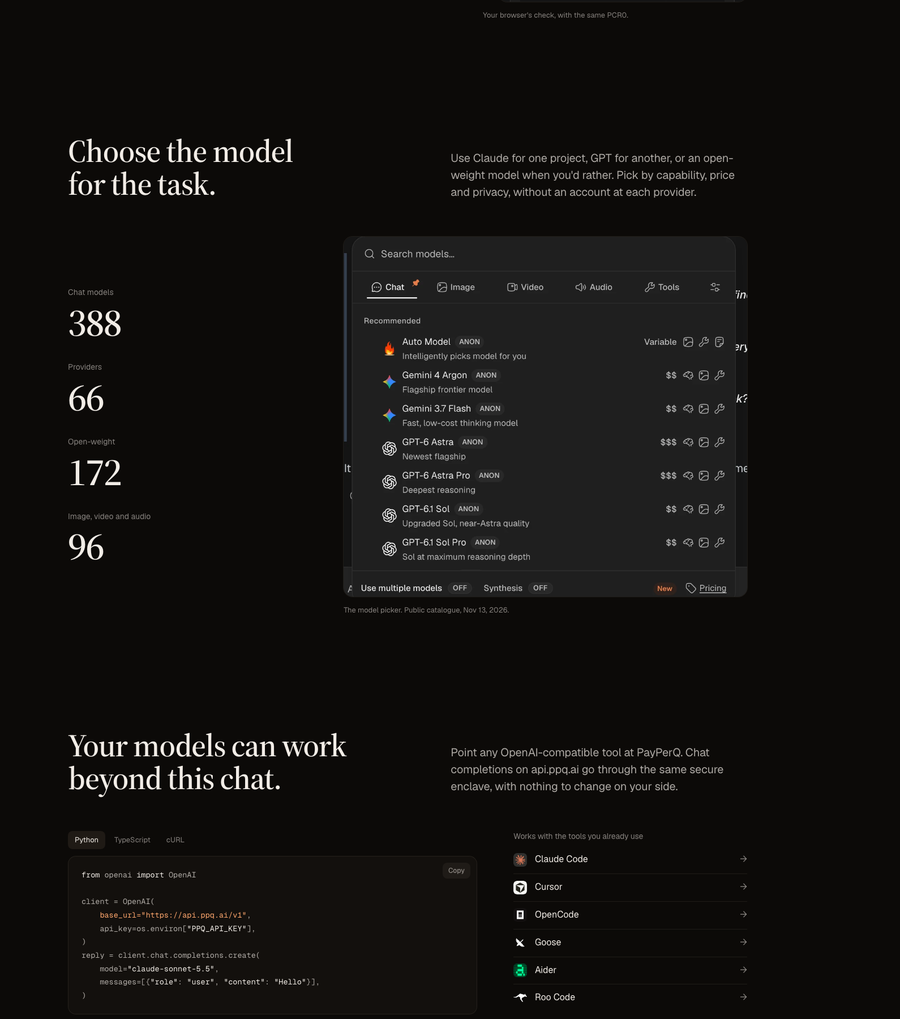 Your browser's check, with the same PCR0.
Choose the model
for the task.
Use Claude for one project, GPT for another, or an open-
weight model when you'd rather. Pick by capability, price
and privacy, without an account at each provider.
Chat models
388
Providers
66
Open-weight
172
Image, video and audio
96
Search models...
Chat
Image
Video
Audio
Tools
Recommended
Auto Model ANON
Variable
Intelligently picks model for you
Gemini 4 Argon ANON
$$
Flagship frontier model
Gemini 3.7 Flash ANON
$$
Fast, low-cost thinking model
GPT-6 Astra ANON
$$$
Newest flagship
GPT-6 Astra Pro ANON
$$$
Deepest reasoning
GPT-6.1 Sol ANON
$$
Upgraded Sol, near-Astra quality
GPT-6.1 Sol Pro ANON
$$
Sol at maximum reasoning depth
It
Use multiple models OFF Synthesis OFF
New Pricing
The model picker. Public catalogue, Nov 13, 2026.
Your models can work
beyond this chat.
Point any OpenAI-compatible tool at PayPerQ. Chat
completions on api.ppq.ai go through the same secure
enclave, with nothing to change on your side.
Python TypeScript cURL
Copy
from openai import OpenAI
client = OpenAI(
base_url="https://api.ppq.ai/v1",
api_key=os.environ["PPQ_API_KEY"],
)
reply = client.chat.completions.create(
model="claude-sonnet-5.5",
messages=[{"role": "user", "content": "Hello"}],
)
Works with the tools you already use
Claude Code
Cursor
OpenCode
Goose
Aider
Roo Code